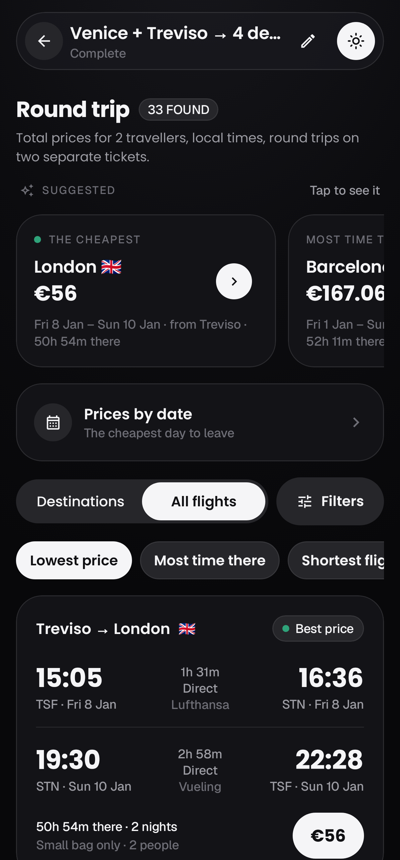 Venice + Treviso → 4 de...
Complete
Round trip
33 FOUND
Total prices for 2 travellers, local times, round trips on
two separate tickets.
SUGGESTED
Tap to see it
THE CHEAPEST
London 🇬🇧
€56
Fri 8 Jan – Sun 10 Jan · from Treviso ·
50h 54m there
MOST TIME T
Barcelon
€167.06
Fri 1 Jan – Su
52h 11m there
Prices by date
The cheapest day to leave
Destinations
All flights
Filters
Lowest price
Most time there
Shortest flig
Treviso → London 🇬🇧
Best price
15:05
1h 31m
16:36
Direct
TSF · Fri 8 Jan
Lufthansa
STN · Fri 8 Jan
19:30
2h 58m
22:28
Direct
STN · Sun 10 Jan
Vueling
TSF · Sun 10 Jan
50h 54m there · 2 nights
Small bag only · 2 people
€56